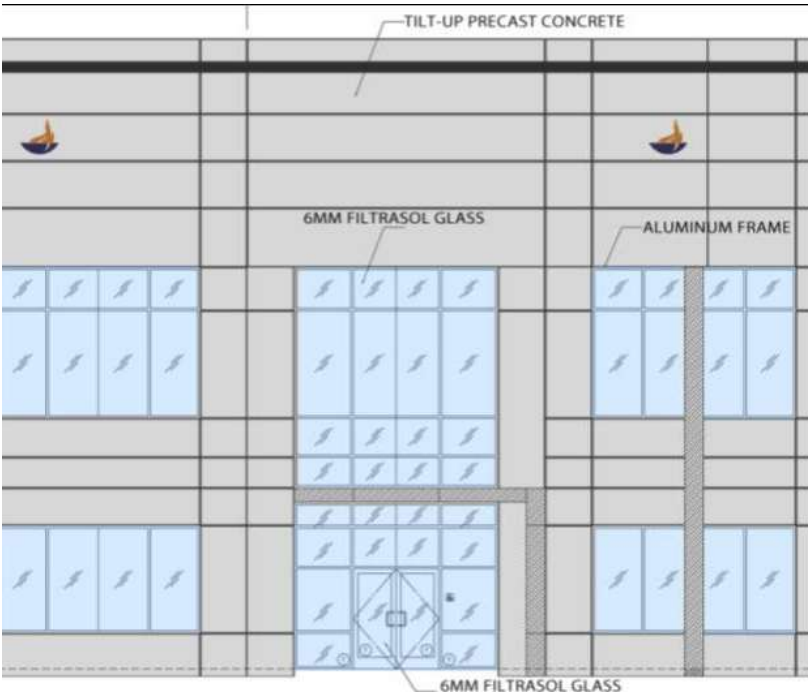 TILT-UP PRECAST CONCRETE
6MM FILTRASOL GLASS
ALUMINUM FRAME
6MM FILTRASOL GLASS